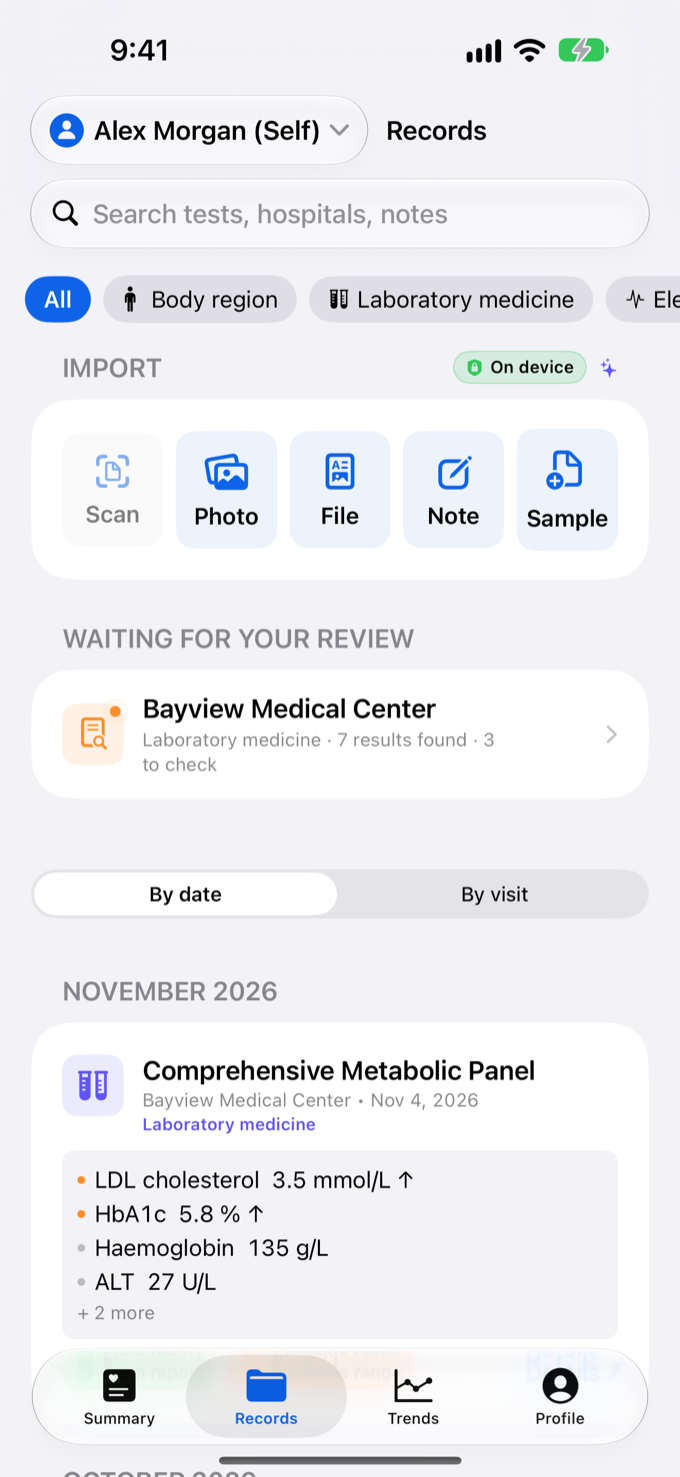 9:41
Alex Morgan (Self)
Records
Search tests, hospitals, notes
All
Body region
Laboratory medicine
Ele
IMPORT
On device
Scan
Photo
File
Note
Sample
WAITING FOR YOUR REVIEW
Bayview Medical Center
Laboratory medicine · 7 results found · 3
to check
By date
By visit
NOVEMBER 2026
Comprehensive Metabolic Panel
Bayview Medical Center • Nov 4, 2026
Laboratory medicine
• LDL cholesterol 3.5 mmol/L ↑
• HbA1c 5.8 % ↑
• Haemoglobin 135 g/L
• ALT 27 U/L
+ 2 more
Summary
Records
Trends
Profile